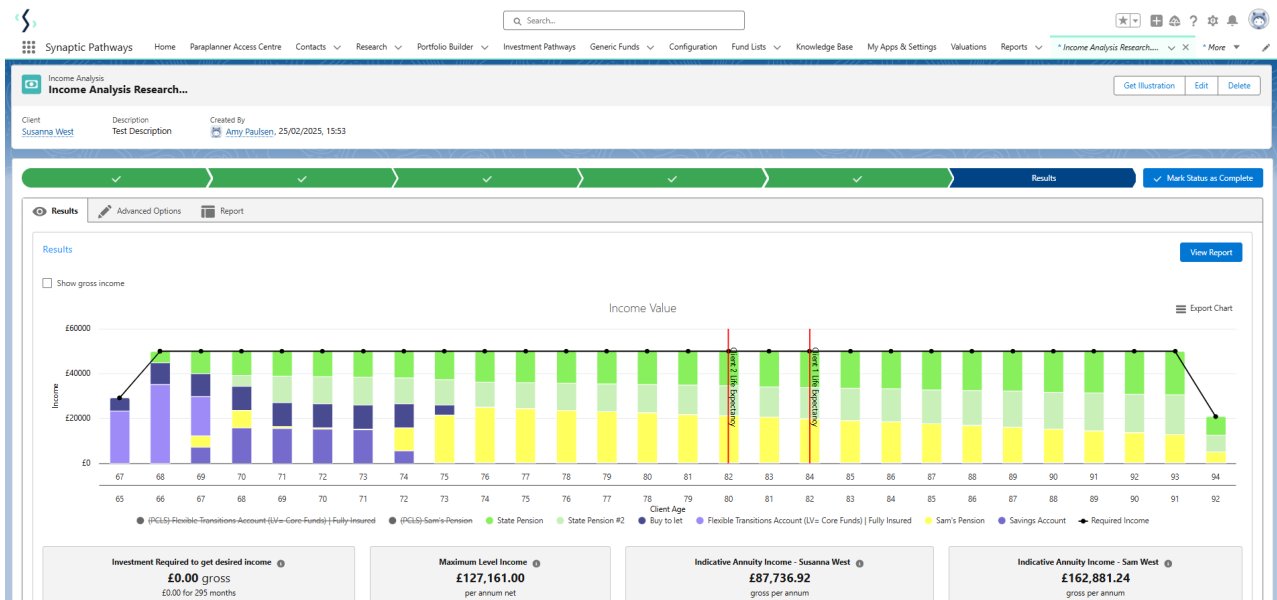 Search...
Synaptic Pathways Home Paraplanner Access Centre Contacts Research Portfolio Builder Investment Pathways Generic Funds Configuration Fund Lists Knowledge Base My Apps & Settings Valuations Reports * Income Analysis Research.... * More
Income Analysis
Income Analysis Research...
Get Illustration Edit Delete
Client Description Created By
Susanna West Test Description Amy Paulsen, 25/02/2025, 15:53
Results Mark Status as Complete
Results Advanced Options Report
Results
View Report
Show gross income
Income Value
Export Chart
£60000
£40000
£20000
£0
Income
Client 2 Life Expectancy
Client 1 Life Expectancy
67 68 69 70 71 72 73 74 75 76 77 78 79 80 81 82 83 84 85 86 87 88 89 90 91 92 93 94
65 66 67 68 69 70 71 72 73 74 75 76 77 78 79 80 81 82 83 84 85 86 87 88 89 90 91 92
Client Age
(PCLS) Flexible Transitions Account (LV= Core Funds) | Fully Insured (PCLS) Sam's Pension State Pension State Pension #2 Buy to let Flexible Transitions Account (LV= Core Funds) | Fully Insured Sam's Pension Savings Account Required Income
Investment Required to get desired income
£0.00 gross
£0.00 for 295 months
Maximum Level Income
£127,161.00
per annum net
Indicative Annuity Income - Susanna West
£87,736.92
gross per annum
Indicative Annuity Income - Sam West
£162,881.24
gross per annum